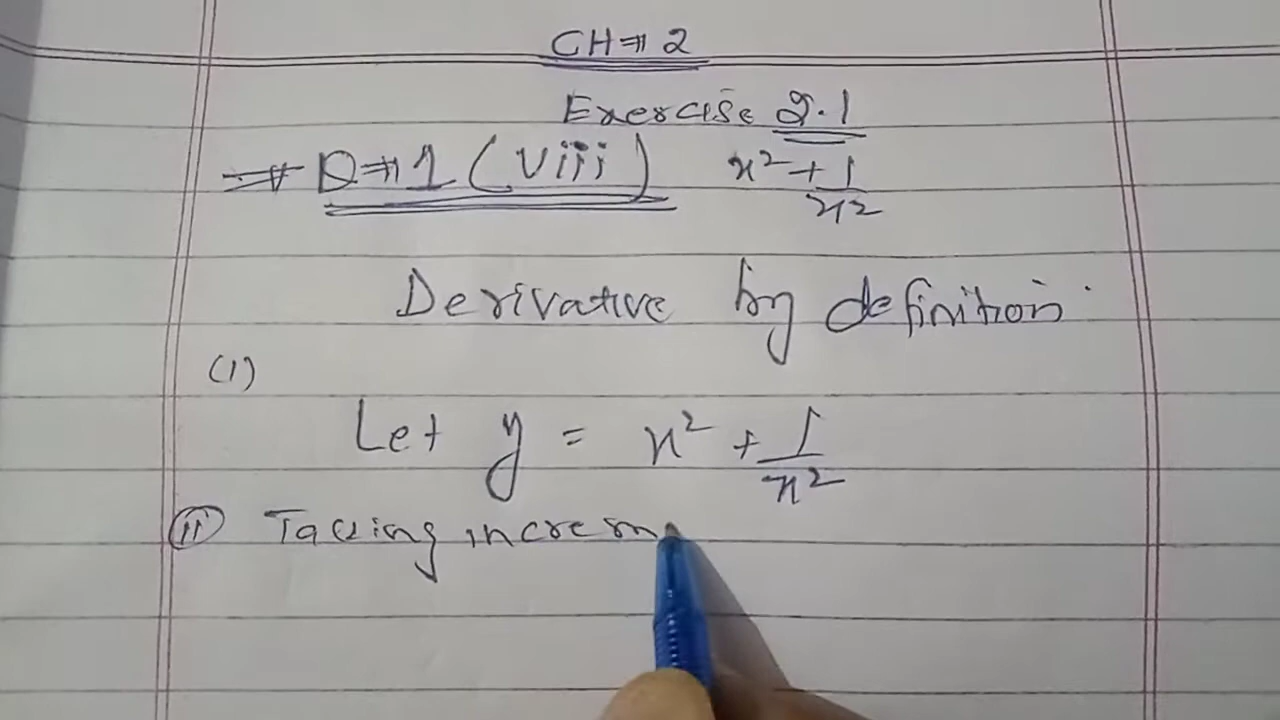 CH=#2
Exercise 2.1
=# Q=#1 (viii) x² + 1/x²
Derivative by definition.
(1)
Let y = x² + 1/x²
(ii) Taking increm